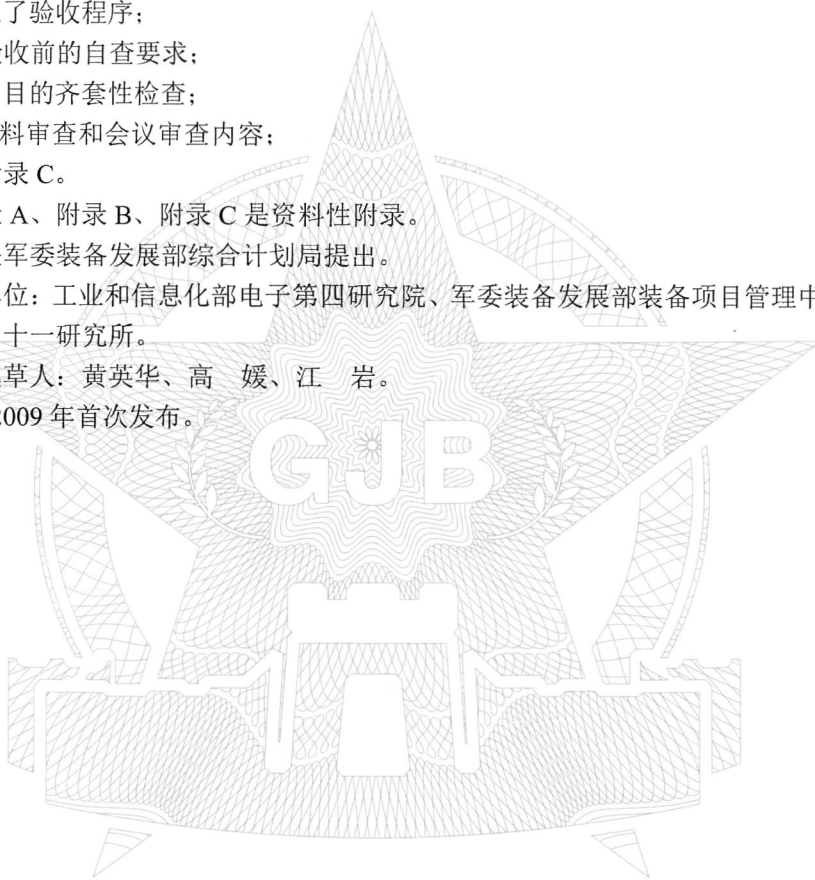 了验收程序；
收前的自查要求；
目的齐套性检查；
料审查和会议审查内容；
录 C。
A、附录 B、附录 C 是资料性附录。
军委装备发展部综合计划局提出。
位：工业和信息化部电子第四研究院、军委装备发展部装备项目管理中
十一研究所。
草人：黄英华、高　媛、江　岩。
2009 年首次发布。
GJB